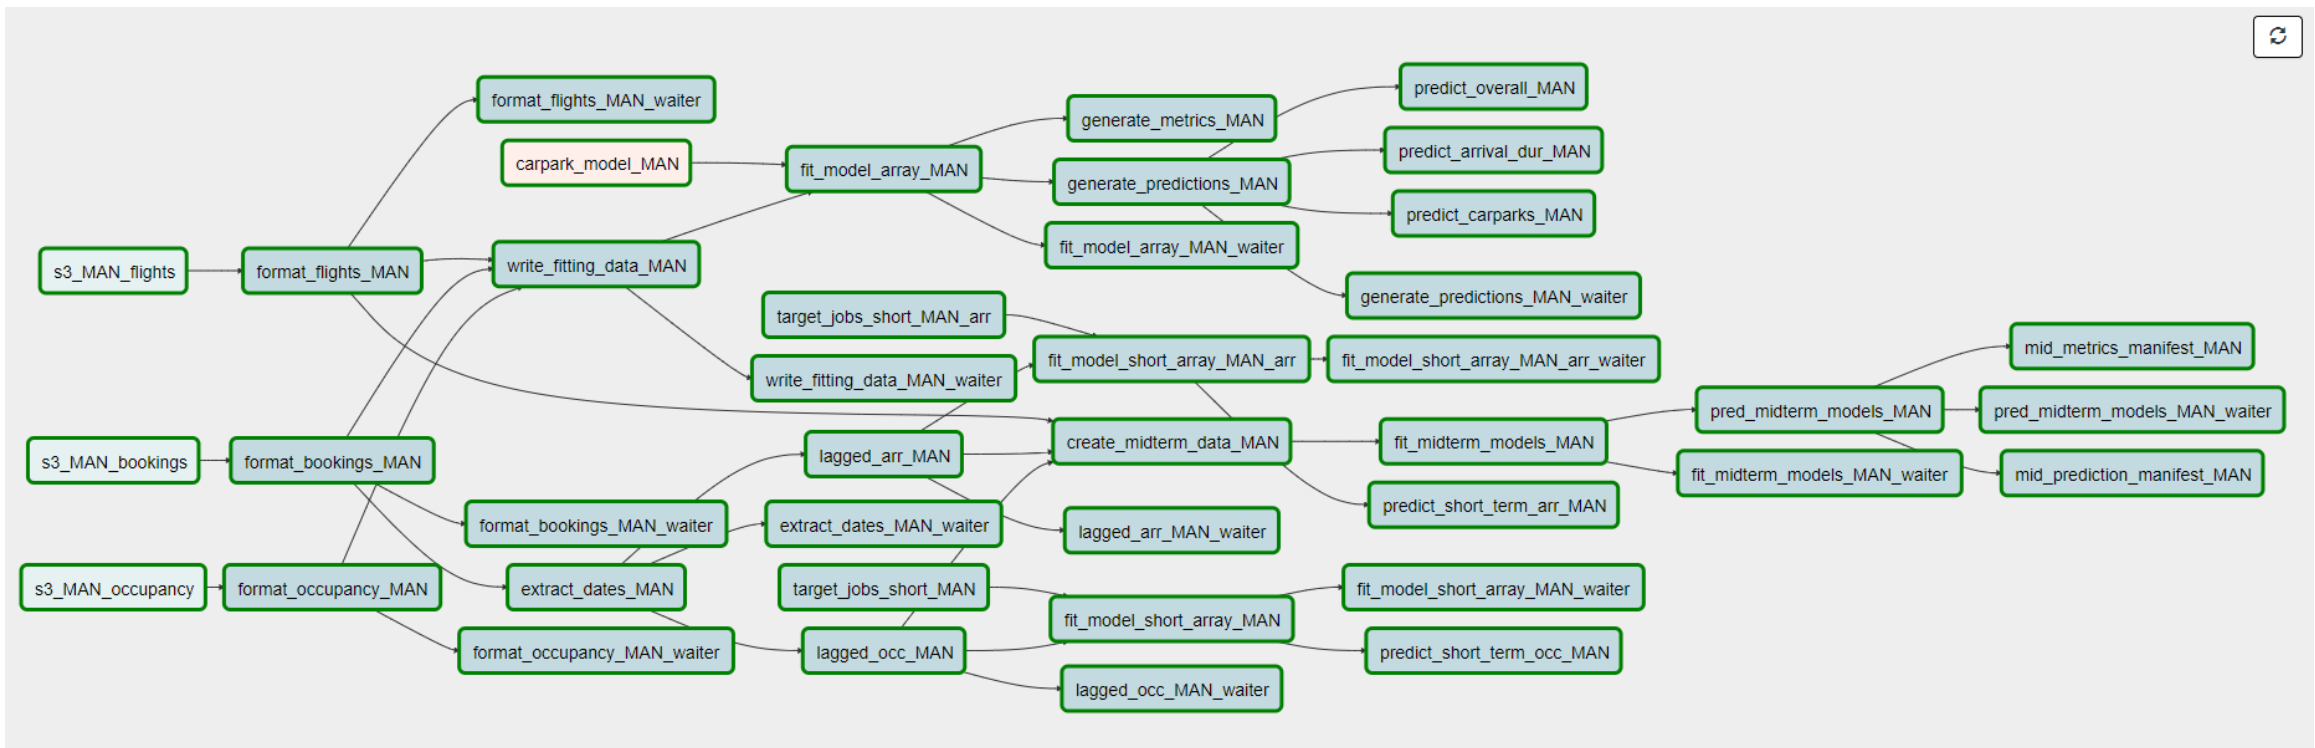 predict_overall_MAN
format_flights_MAN_waiter
generate_metrics_MAN
predict_arrival_dur_MAN
carpark_model_MAN
fit_model_array_MAN
generate_predictions_MAN
predict_carparks_MAN
fit_model_array_MAN_waiter
s3_MAN_flights
format_flights_MAN
write_fitting_data_MAN
generate_predictions_MAN_waiter
target_jobs_short_MAN_arr
fit_model_short_array_MAN_arr
fit_model_short_array_MAN_arr_waiter
mid_metrics_manifest_MAN
write_fitting_data_MAN_waiter
pred_midterm_models_MAN
pred_midterm_models_MAN_waiter
s3_MAN_bookings
format_bookings_MAN
lagged_arr_MAN
create_midterm_data_MAN
fit_midterm_models_MAN
fit_midterm_models_MAN_waiter
mid_prediction_manifest_MAN
predict_short_term_arr_MAN
format_bookings_MAN_waiter
extract_dates_MAN_waiter
lagged_arr_MAN_waiter
s3_MAN_occupancy
format_occupancy_MAN
extract_dates_MAN
target_jobs_short_MAN
fit_model_short_array_MAN_waiter
fit_model_short_array_MAN
format_occupancy_MAN_waiter
lagged_occ_MAN
predict_short_term_occ_MAN
lagged_occ_MAN_waiter